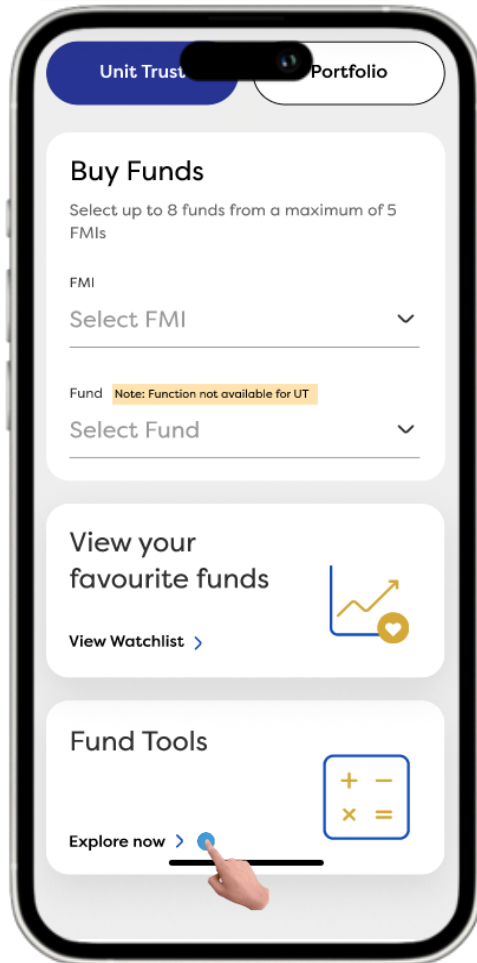 Unit Trust
Portfolio
Buy Funds
Select up to 8 funds from a maximum of 5
FMIs
FMI
Select FMI
Fund Note: Function not available for UT
Select Fund
View your
favourite funds
View Watchlist >
Fund Tools
+ −
× =
Explore now >